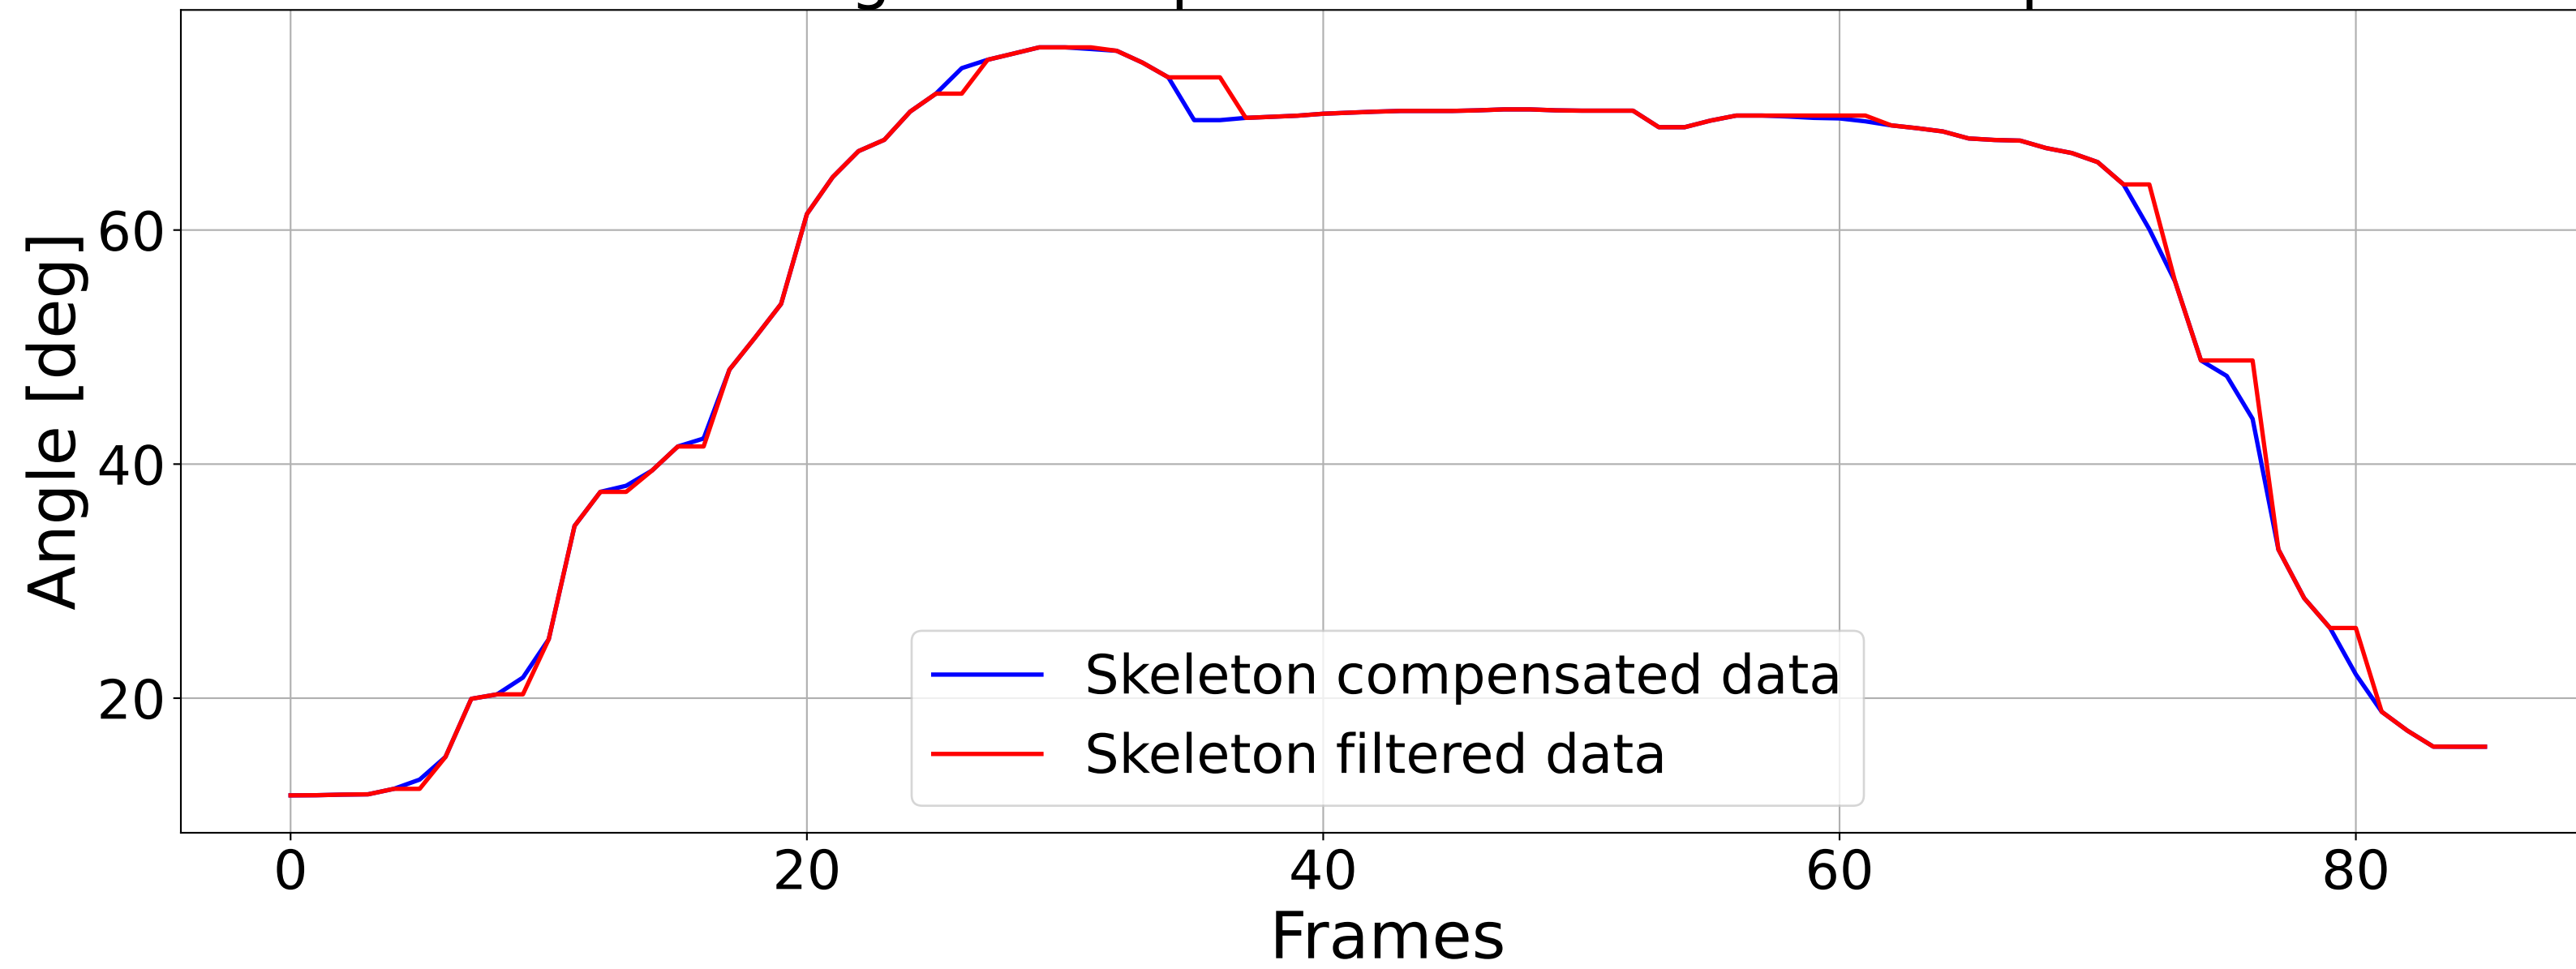 Angle [deg]
60
40
20
Skeleton compensated data
Skeleton filtered data
0 20 40 60 80
Frames